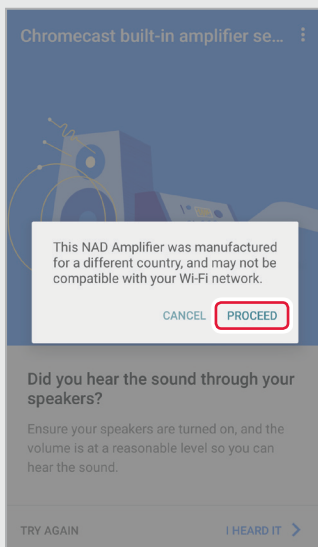 Chromecast built-in amplifier se...
This NAD Amplifier was manufactured
for a different country, and may not be
compatible with your Wi-Fi network.
CANCEL PROCEED
Did you hear the sound through your
speakers?
Ensure your speakers are turned on, and the
volume is at a reasonable level so you can
hear the sound.
TRY AGAIN I HEARD IT